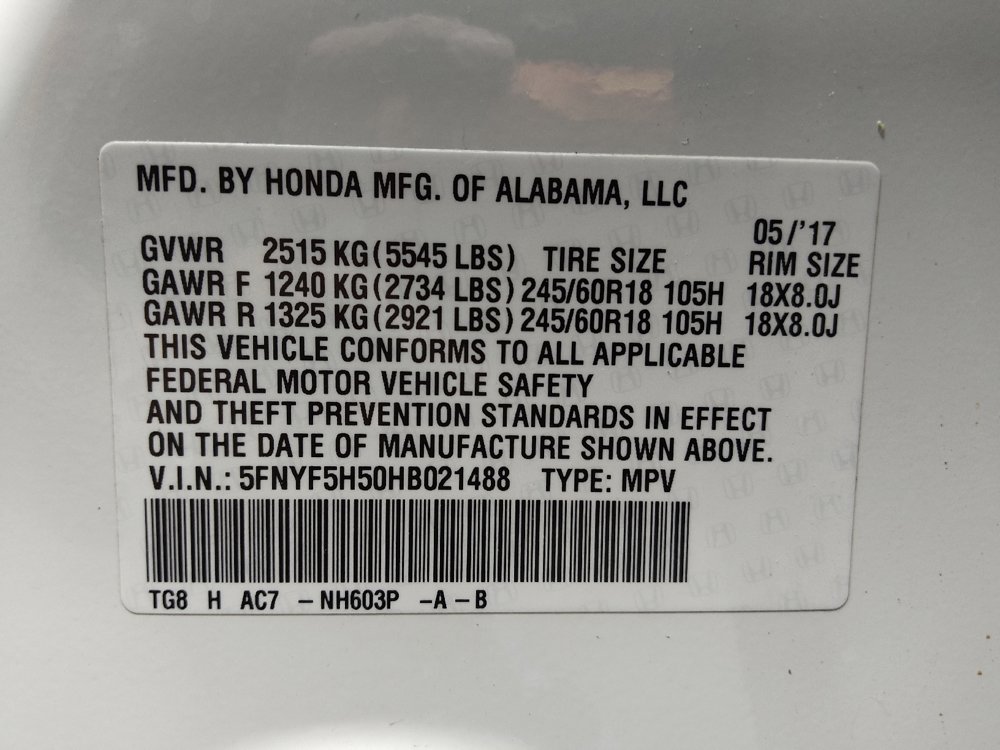 MFD. BY HONDA MFG. OF ALABAMA, LLC
05/'17
GVWR 2515 KG(5545 LBS) TIRE SIZE RIM SIZE
GAWR F 1240 KG(2734 LBS) 245/60R18 105H 18X8.0J
GAWR R 1325 KG(2921 LBS) 245/60R18 105H 18X8.0J
THIS VEHICLE CONFORMS TO ALL APPLICABLE
FEDERAL MOTOR VEHICLE SAFETY
AND THEFT PREVENTION STANDARDS IN EFFECT
ON THE DATE OF MANUFACTURE SHOWN ABOVE.
V.I.N.: 5FNYF5H50HB021488 TYPE: MPV
TG8 H AC7 -NH603P -A-B